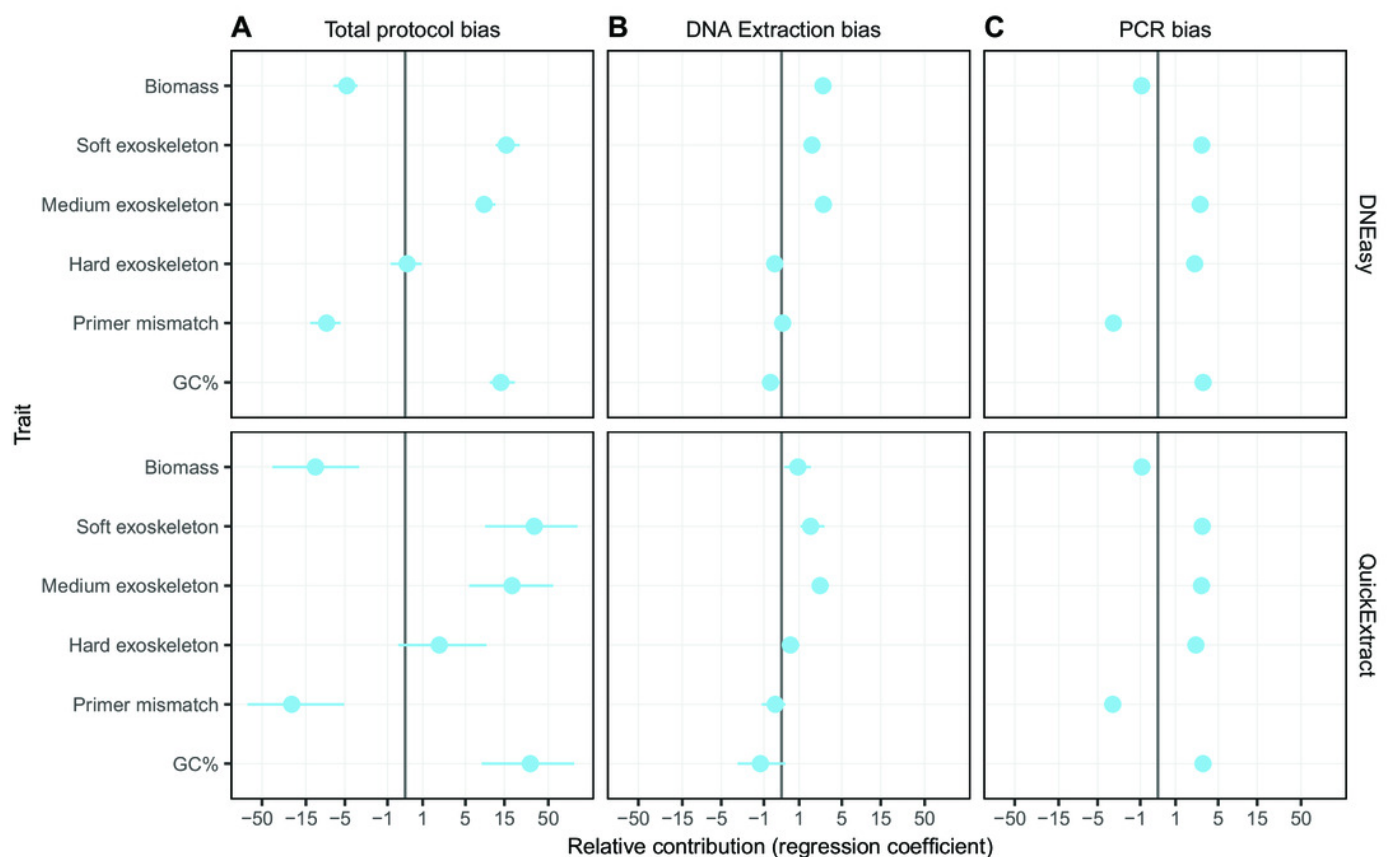 A Total protocol bias
B DNA Extraction bias
C PCR bias
Biomass
Soft exoskeleton
Medium exoskeleton
Hard exoskeleton
Primer mismatch
GC%
DNEasy
Trait
Biomass
Soft exoskeleton
Medium exoskeleton
Hard exoskeleton
Primer mismatch
GC%
QuickExtract
−50 −15 −5 −1 1 5 15 50
−50 −15 −5 −1 1 5 15 50
−50 −15 −5 −1 1 5 15 50
Relative contribution (regression coefficient)